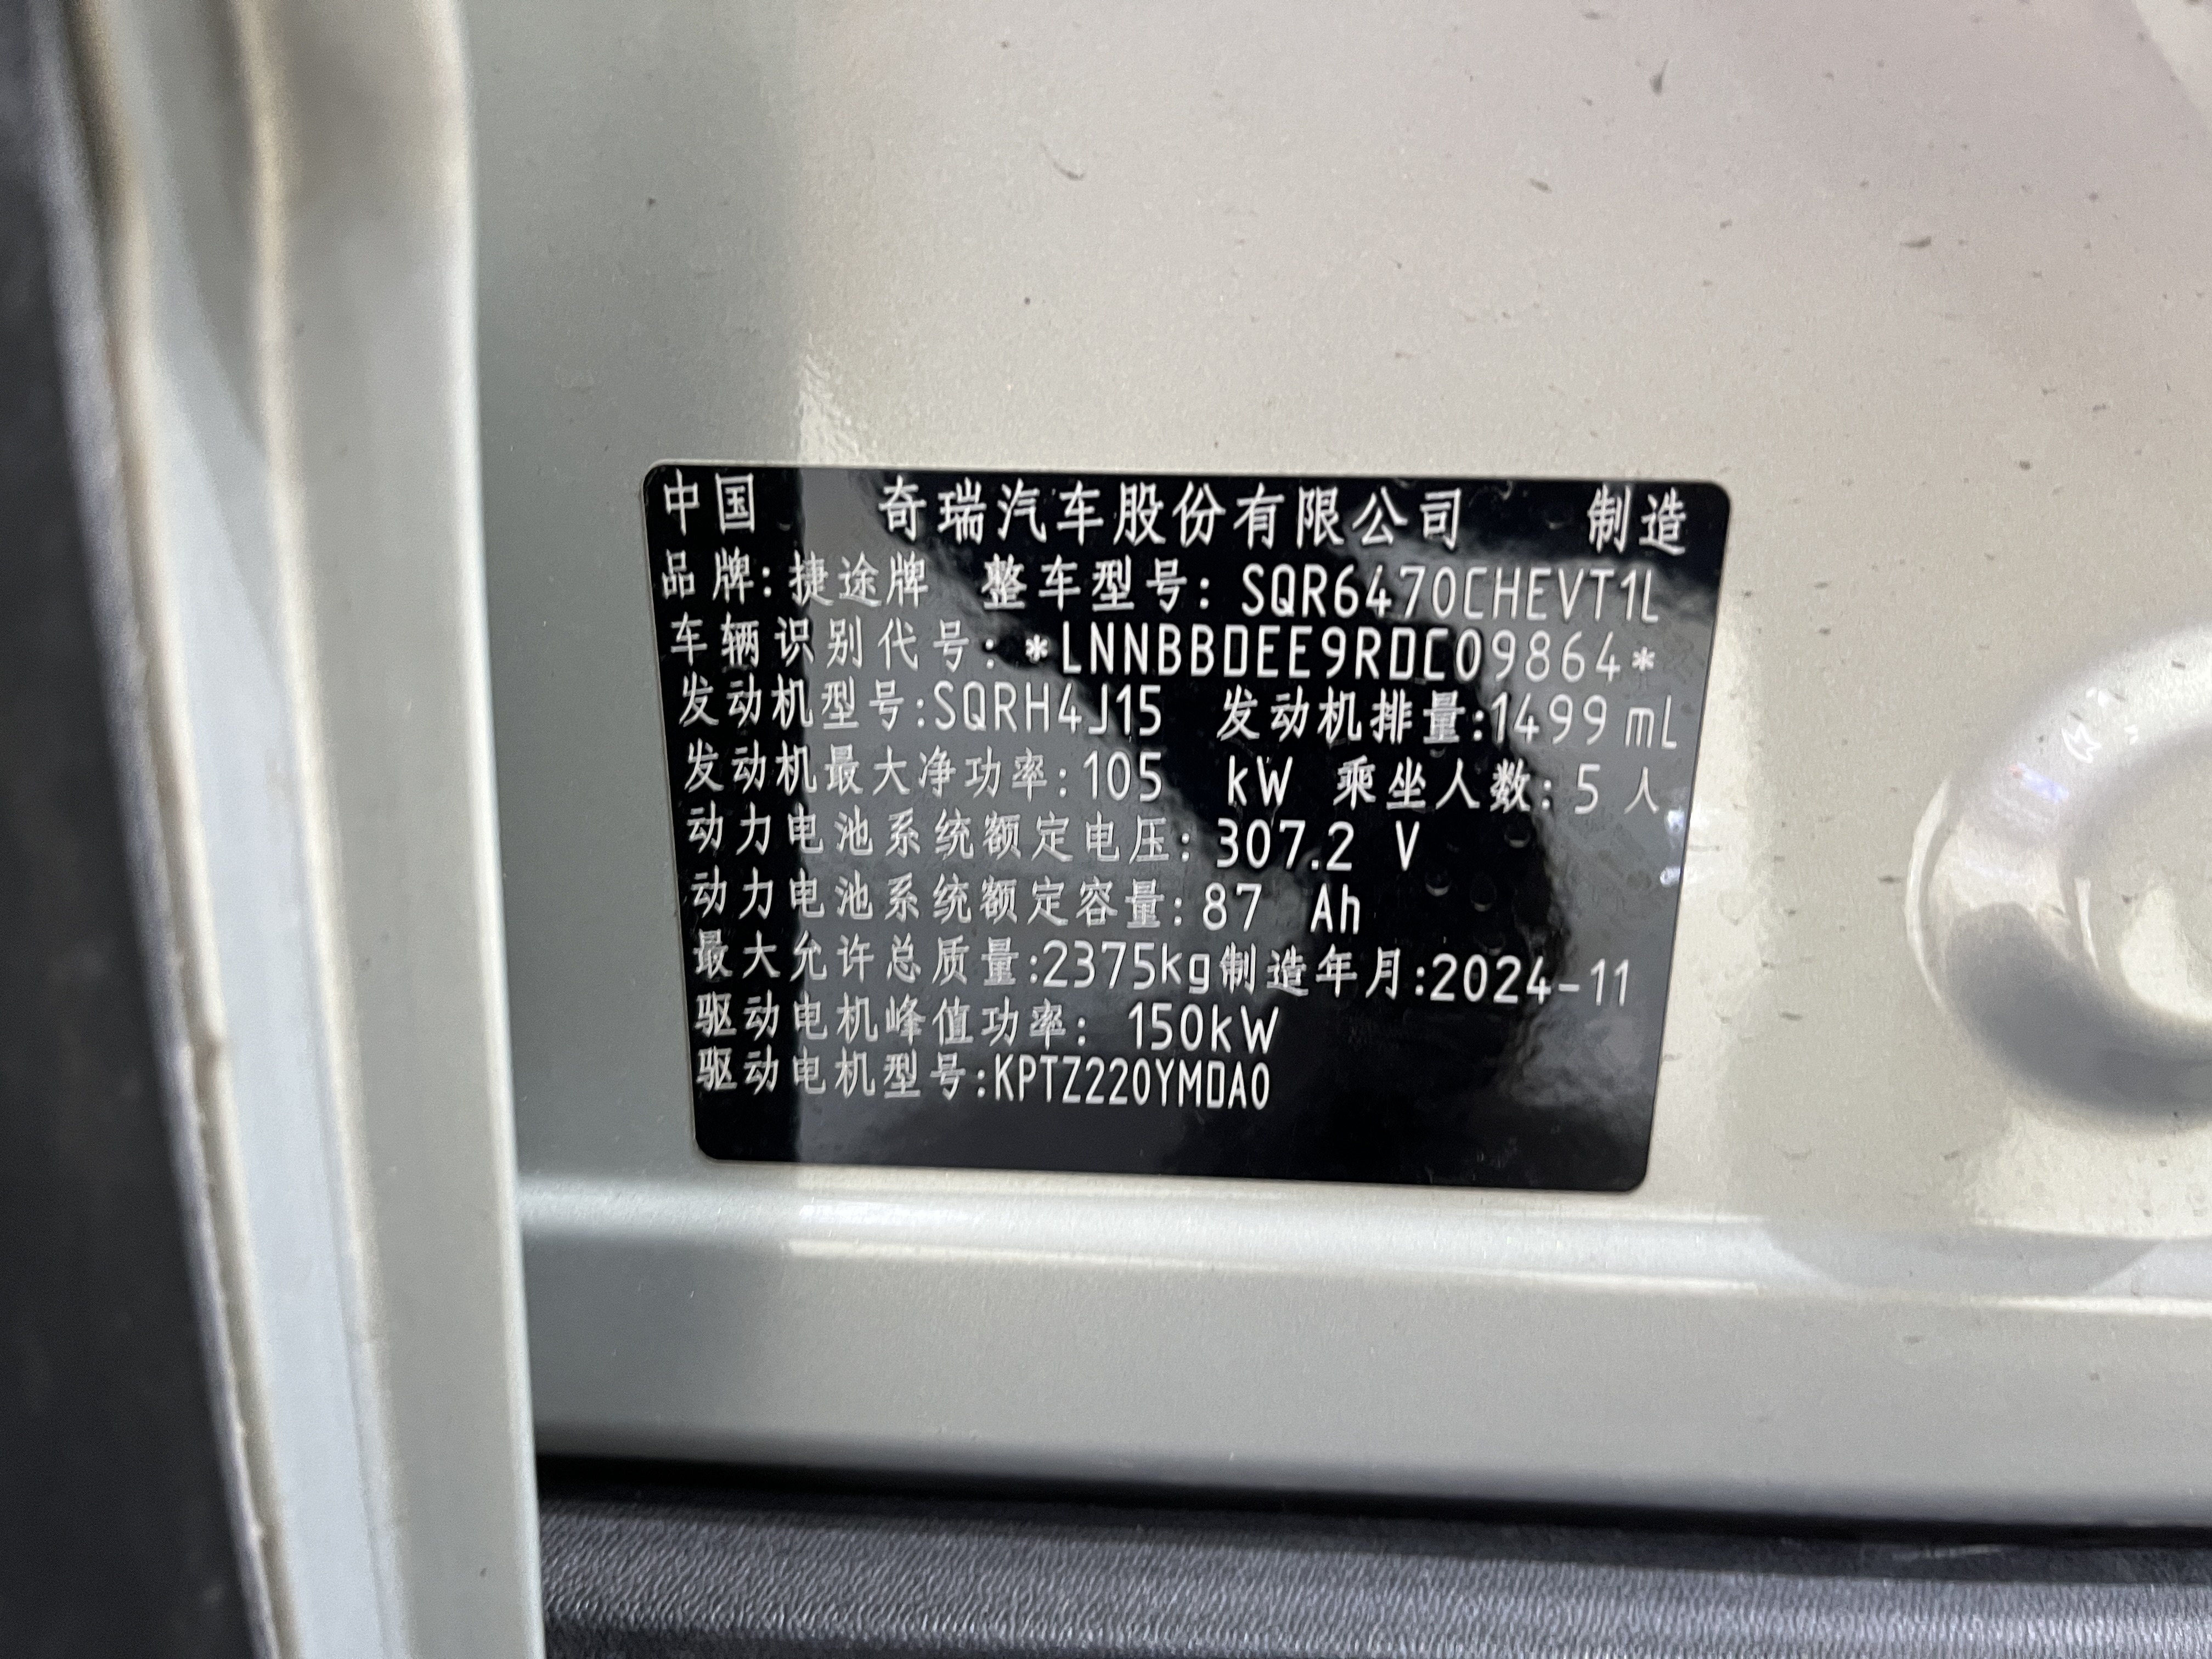 中国 奇瑞汽车股份有限公司 制造
品牌:捷途牌 整车型号: SQR6470CHEVT1L
车辆识别代号: *LNNBBDEE9RDC09864*
发动机型号:SQRH4J15 发动机排量:1499 mL
发动机最大净功率:105 kW 乘坐人数:5 人
动力电池系统额定电压: 307.2 V
动力电池系统额定容量:87 Ah
最大允许总质量:2375kg制造年月:2024-11
驱动电机峰值功率: 150kW
驱动电机型号:KPTZ220YMDA0